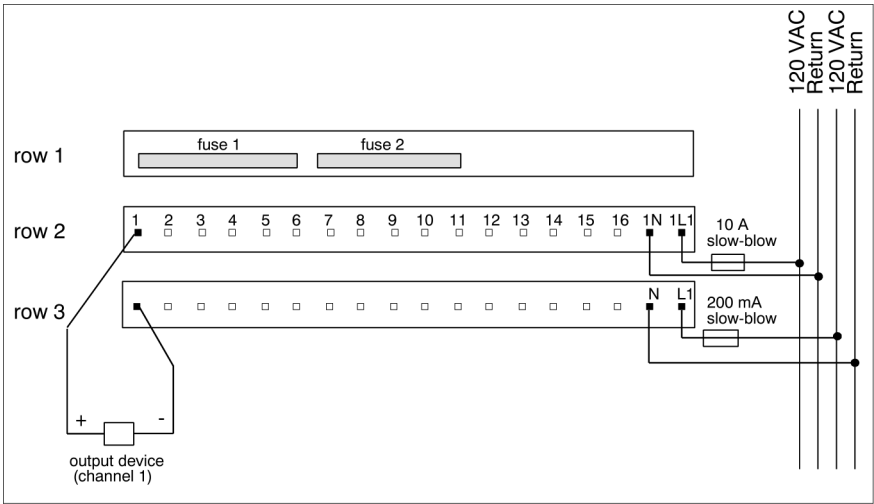 120 VAC
Return
120 VAC
Return
row 1
fuse 1
fuse 2
row 2
1 2 3 4 5 6 7 8 9 10 11 12 13 14 15 16 1N 1L1
10 A
slow-blow
row 3
N L1
200 mA
slow-blow
+ -
output device
(channel 1)